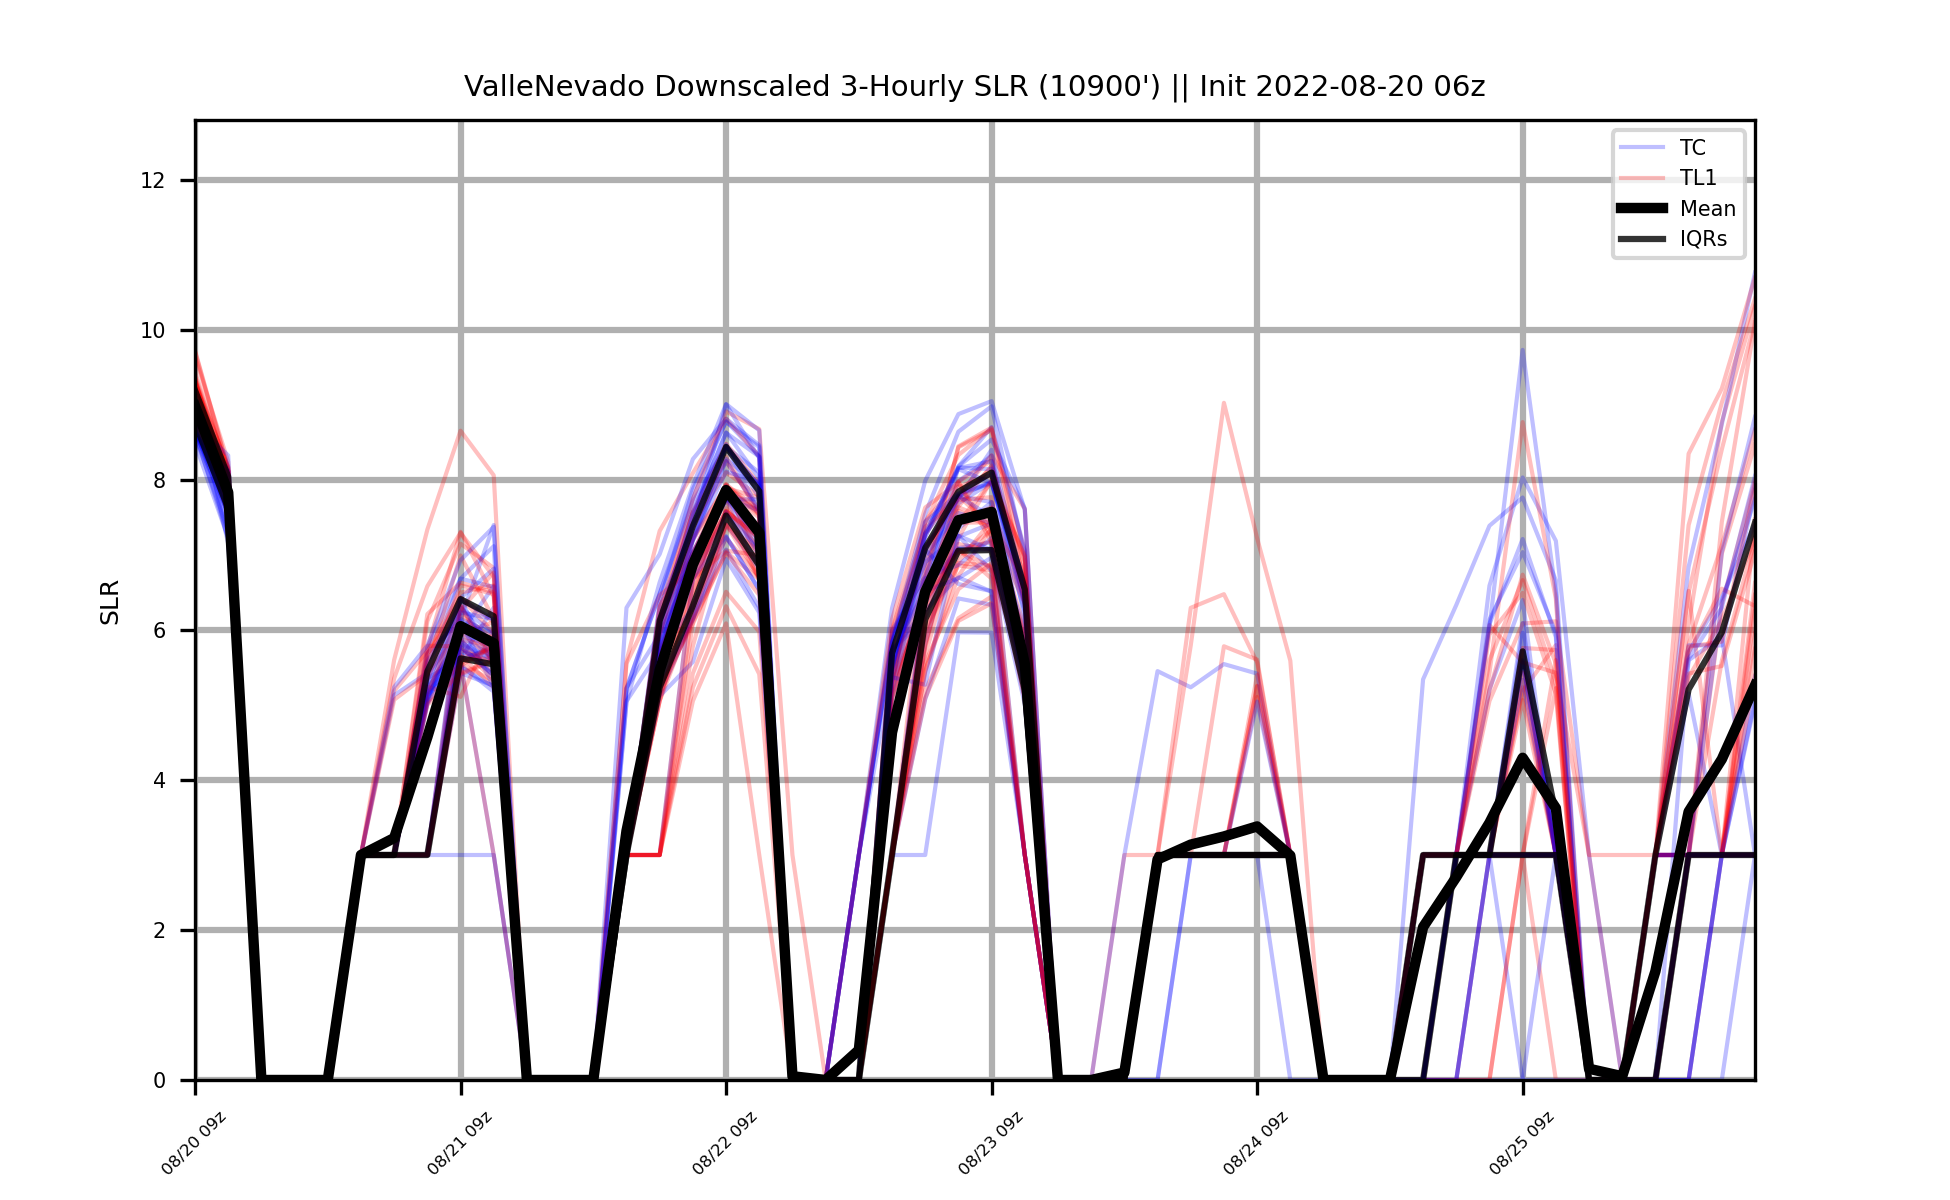 ValleNevado Downscaled 3-Hourly SLR (10900') || Init 2022-08-20 06z
TC
TL1
Mean
IQRs
SLR
12
10
8
6
4
2
0
08/20 09z
08/21 09z
08/22 09z
08/23 09z
08/24 09z
08/25 09z